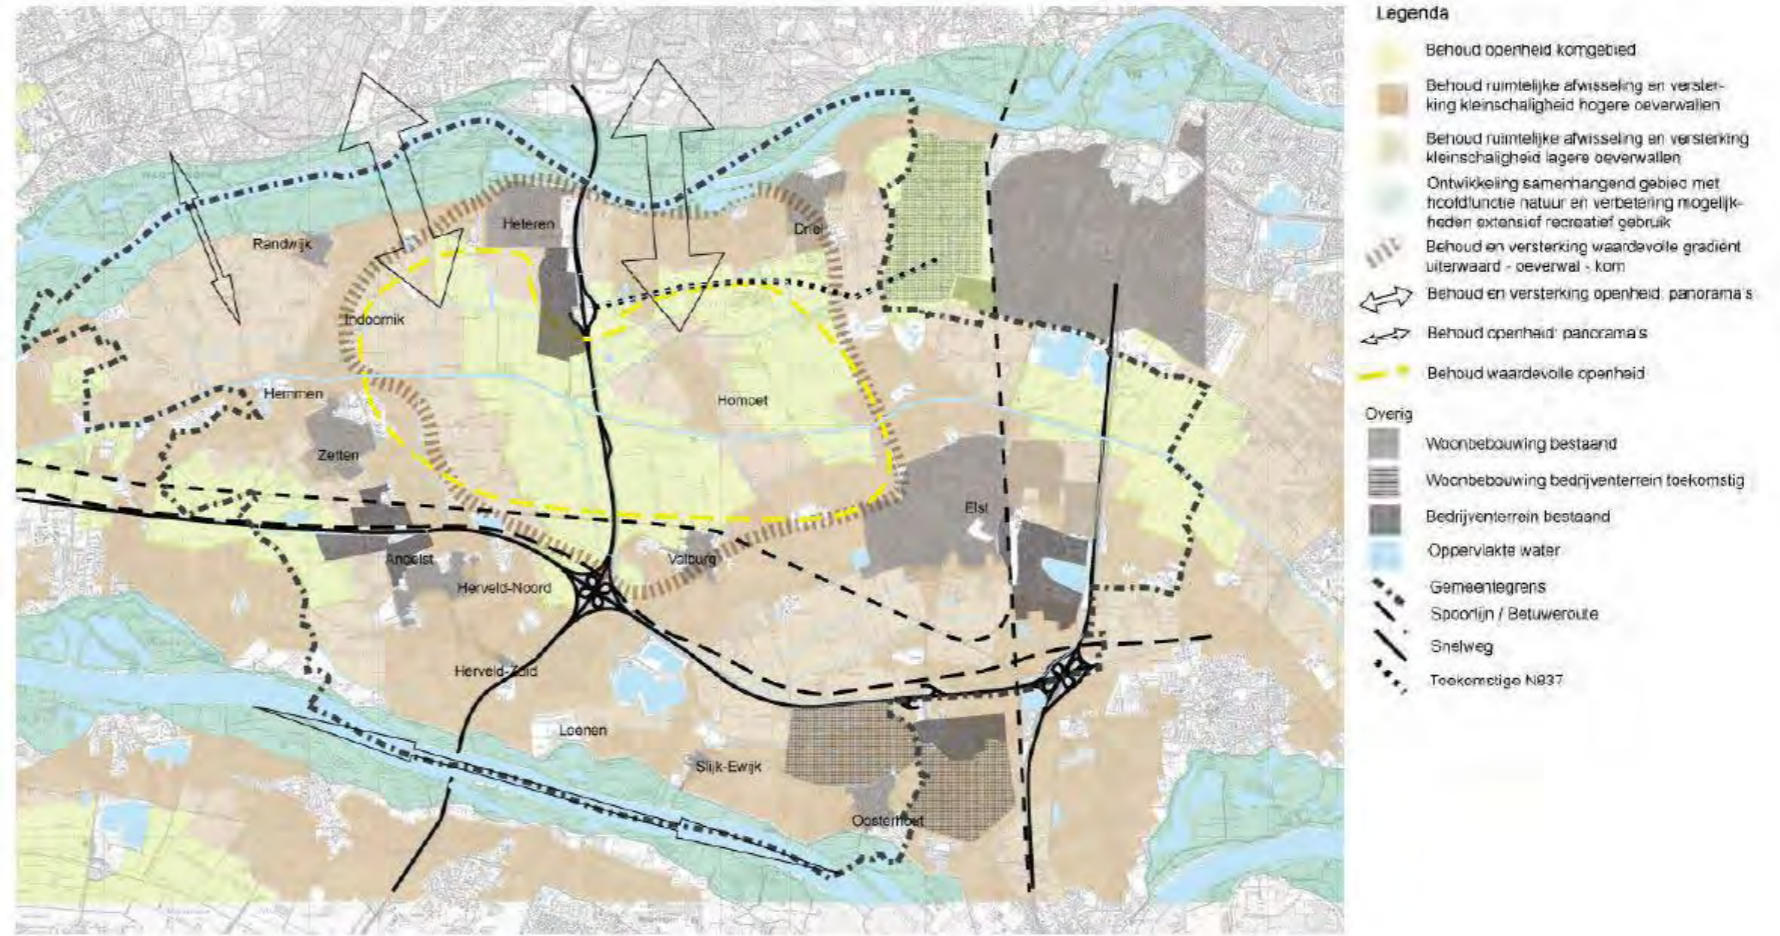 Legenda
Behoud openheid komgebied
Behoud ruimtelijke afwisseling en verster-
king kleinschaligheid hogere oeverwallen
Behoud ruimtelijke afwisseling en versterking
kleinschaligheid lagere oeverwallen
Ontwikkeling samenhangend gebied met
hoofdfunctie natuur en verbetering mogelijk-
heden extensief recreatief gebruik
Behoud en versterking waardevolle gradiënt
uiterwaard - oeverwal - kom
Behoud en versterking openheid: panorama's
Behoud openheid: panorama's
Behoud waardevolle openheid
Overig
Woonbebouwing bestaand
Woonbebouwing bedrijventerrein toekomstig
Bedrijventerrein bestaand
Oppervlakte water
Gemeentegrens
Spoorlijn / Betuweroute
Snelweg
Toekomstige N837
Heteren
Driel
Randwijk
Indoornik
Hemmen
Homoet
Zetten
Elst
Andelst
Valburg
Herveld-Noord
Herveld-Zuid
Loenen
Slijk-Ewijk
Oosterhout